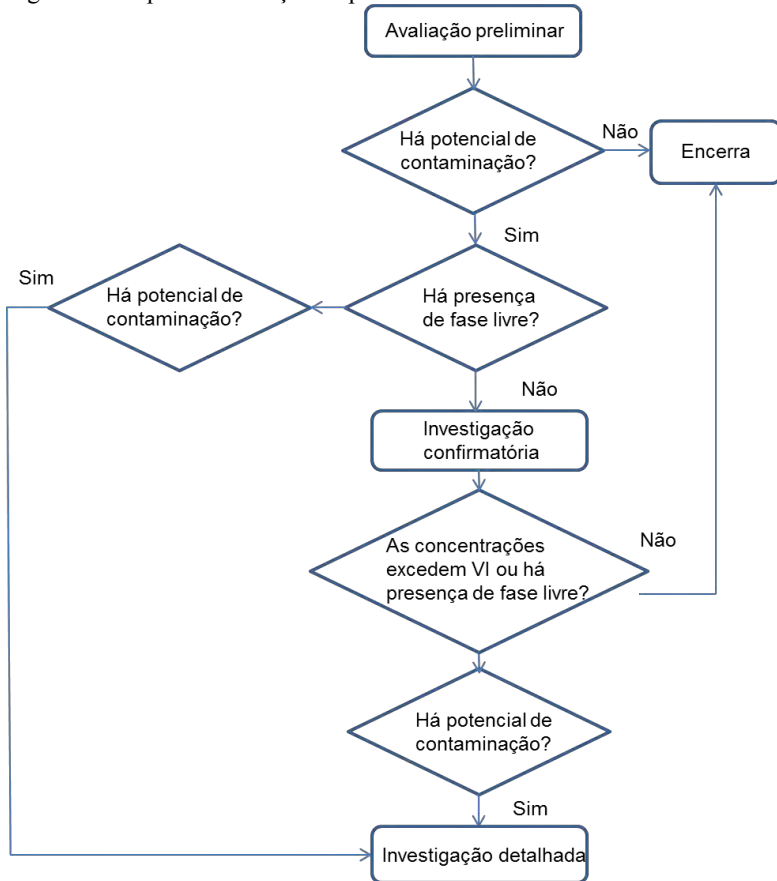 Avaliação preliminar
Há potencial de
contaminação?
Não
Encerra
Sim
Há presença
de fase livre?
Sim
Há potencial de
contaminação?
Não
Investigação
confirmatória
As concentrações
excedem VI ou há
presença de fase livre?
Não
Há potencial de
contaminação?
Sim
Investigação detalhada